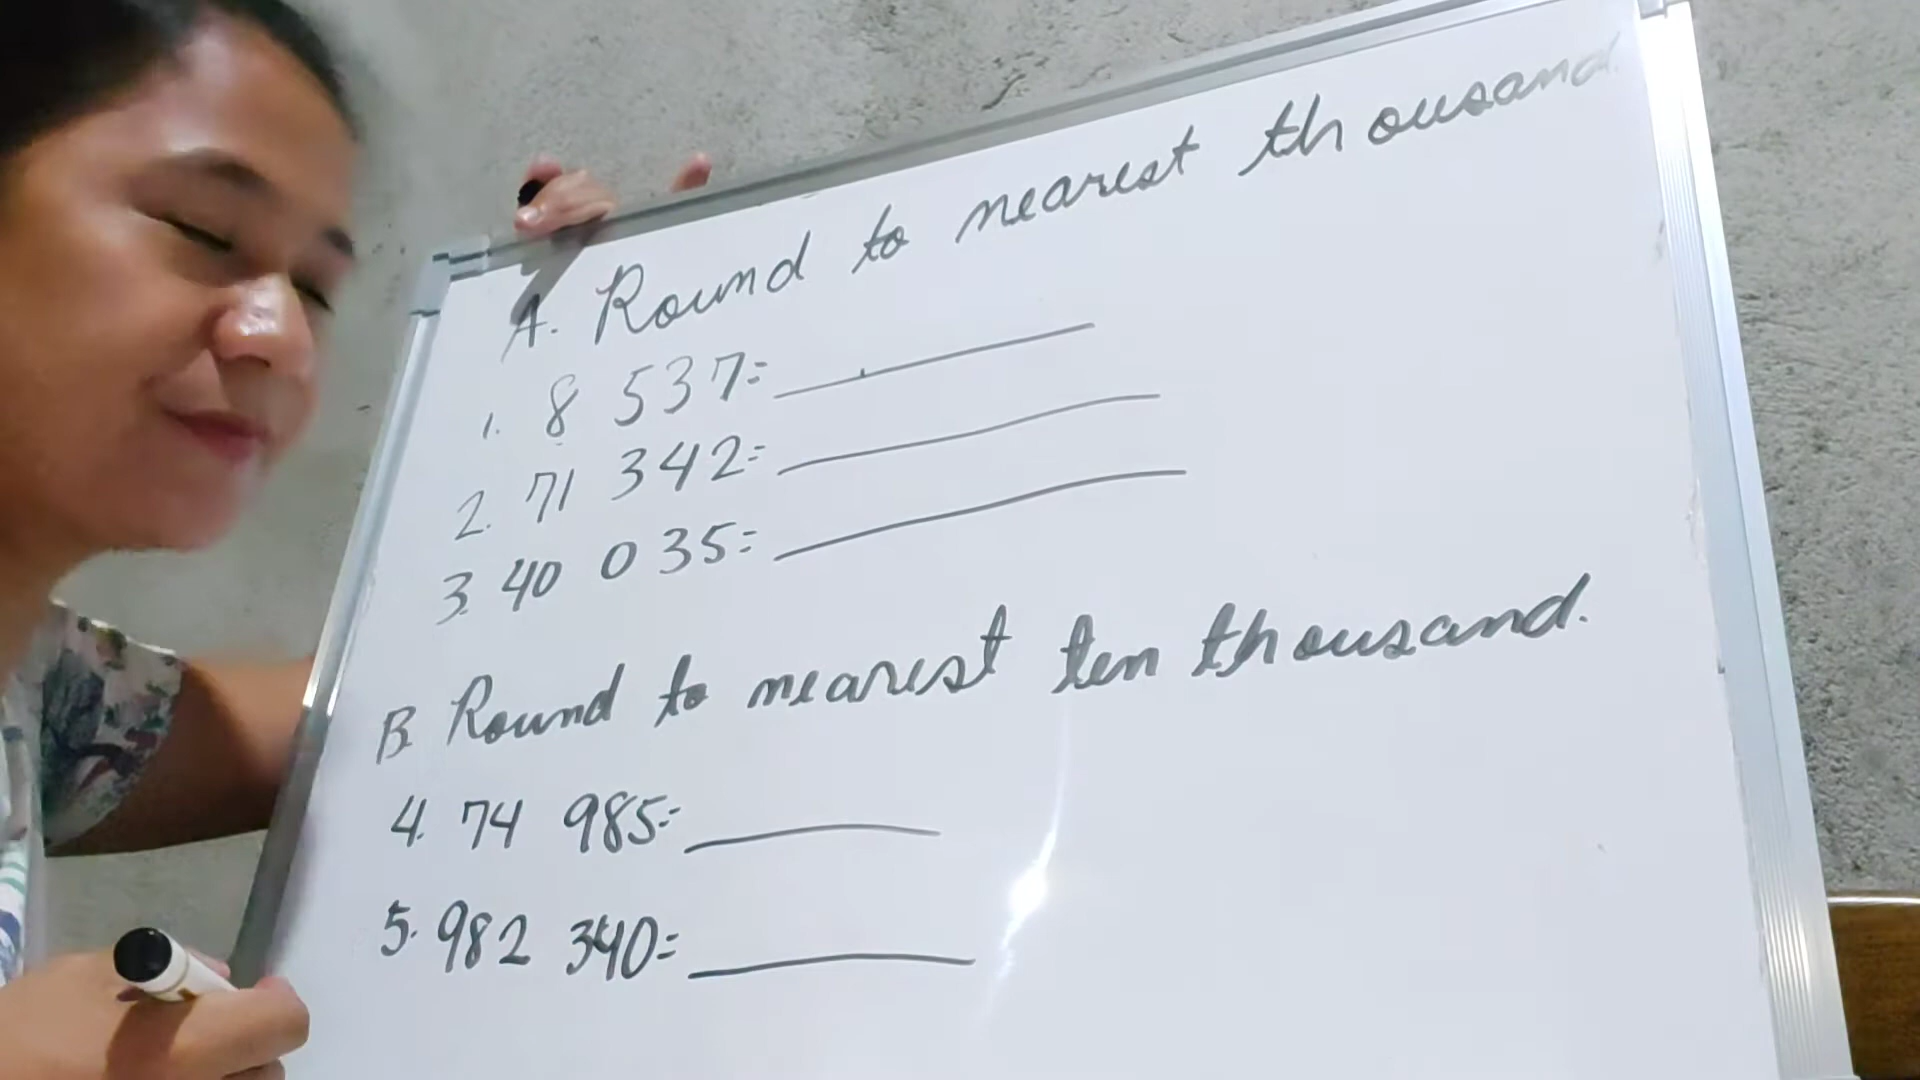 A. Round to nearest thousand
1. 8 537=
2. 71 342=
3. 40 035=
B. Round to nearest ten thousand.
4. 74 985=
5. 982 340=